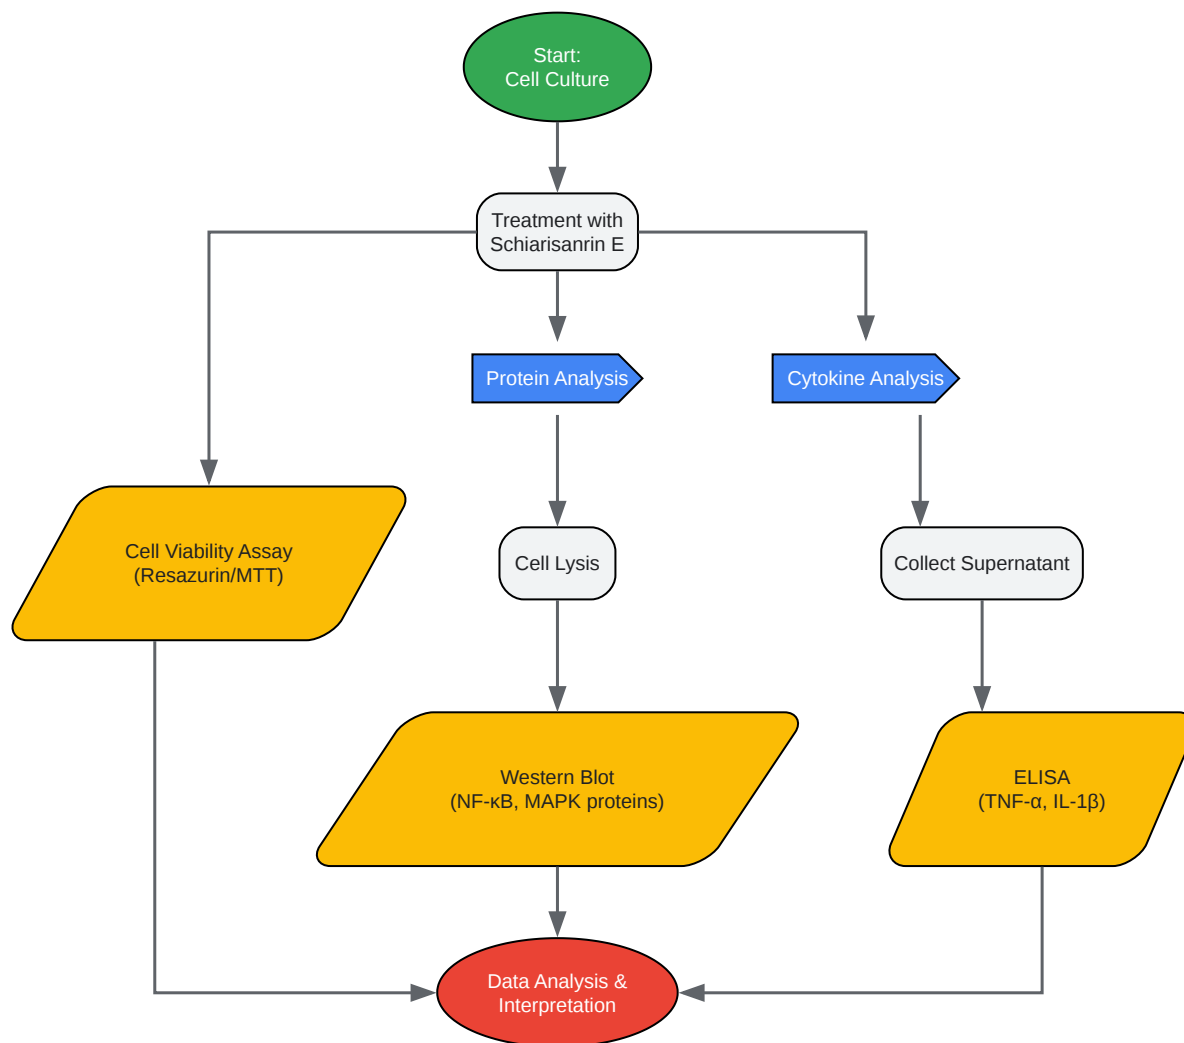 Start:
Cell Culture
Treatment with
Schiarisanrin E
Protein Analysis
Cytokine Analysis
Cell Viability Assay
(Resazurin/MTT)
Cell Lysis
Collect Supernatant
Western Blot
(NF-κB, MAPK proteins)
ELISA
(TNF-α, IL-1β)
Data Analysis &
Interpretation